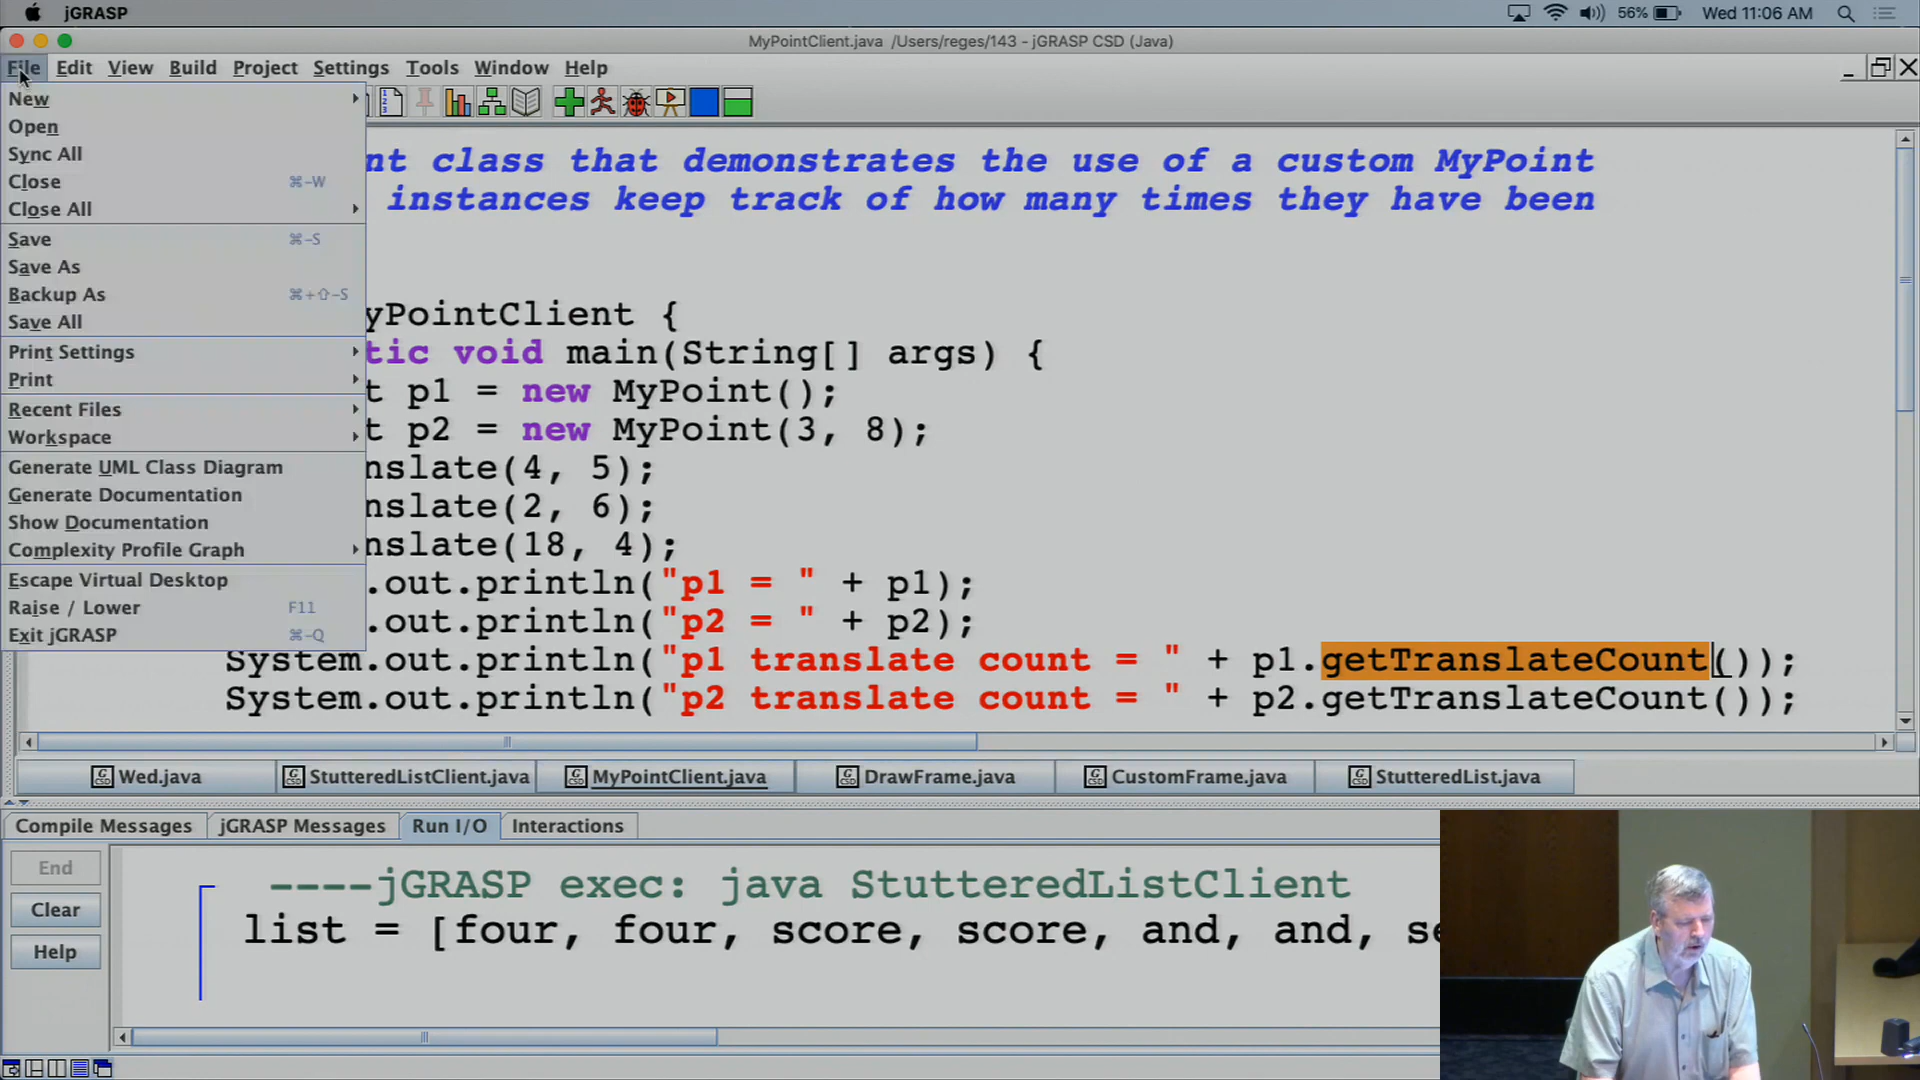 jGRASP
56%
Wed 11:06 AM
MyPointClient.java /Users/reges/143 - jGRASP CSD (Java)
File Edit View Build Project Settings Tools Window Help
New
Open
Sync All
Close ⌘-W
Close All
Save ⌘-S
Save As
Backup As ⌘+⇧-S
Save All
Print Settings
Print
Recent Files
Workspace
Generate UML Class Diagram
Generate Documentation
Show Documentation
Complexity Profile Graph
Escape Virtual Desktop
Raise / Lower F11
Exit jGRASP ⌘-Q
nt class that demonstrates the use of a custom MyPoint
instances keep track of how many times they have been
yPointClient {
tic void main(String[] args) {
t p1 = new MyPoint();
t p2 = new MyPoint(3, 8);
nslate(4, 5);
nslate(2, 6);
nslate(18, 4);
.out.println("p1 = " + p1);
.out.println("p2 = " + p2);
System.out.println("p1 translate count = " + p1.getTranslateCount());
System.out.println("p2 translate count = " + p2.getTranslateCount());
Wed.java StutteredListClient.java MyPointClient.java DrawFrame.java CustomFrame.java StutteredList.java
Compile Messages jGRASP Messages Run I/O Interactions
End
Clear
Help
----jGRASP exec: java StutteredListClient
list = [four, four, score, score, and, and, se